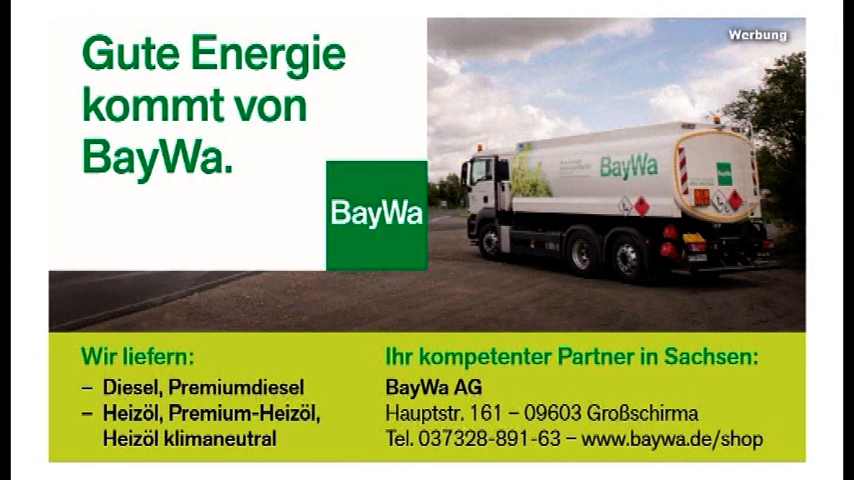 Werbung
Gute Energie
kommt von
BayWa.
BayWa
BayWa
Wir liefern:
– Diesel, Premiumdiesel
– Heizöl, Premium-Heizöl,
Heizöl klimaneutral
Ihr kompetenter Partner in Sachsen:
BayWa AG
Hauptstr. 161 – 09603 Großschirma
Tel. 037328-891-63 – www.baywa.de/shop